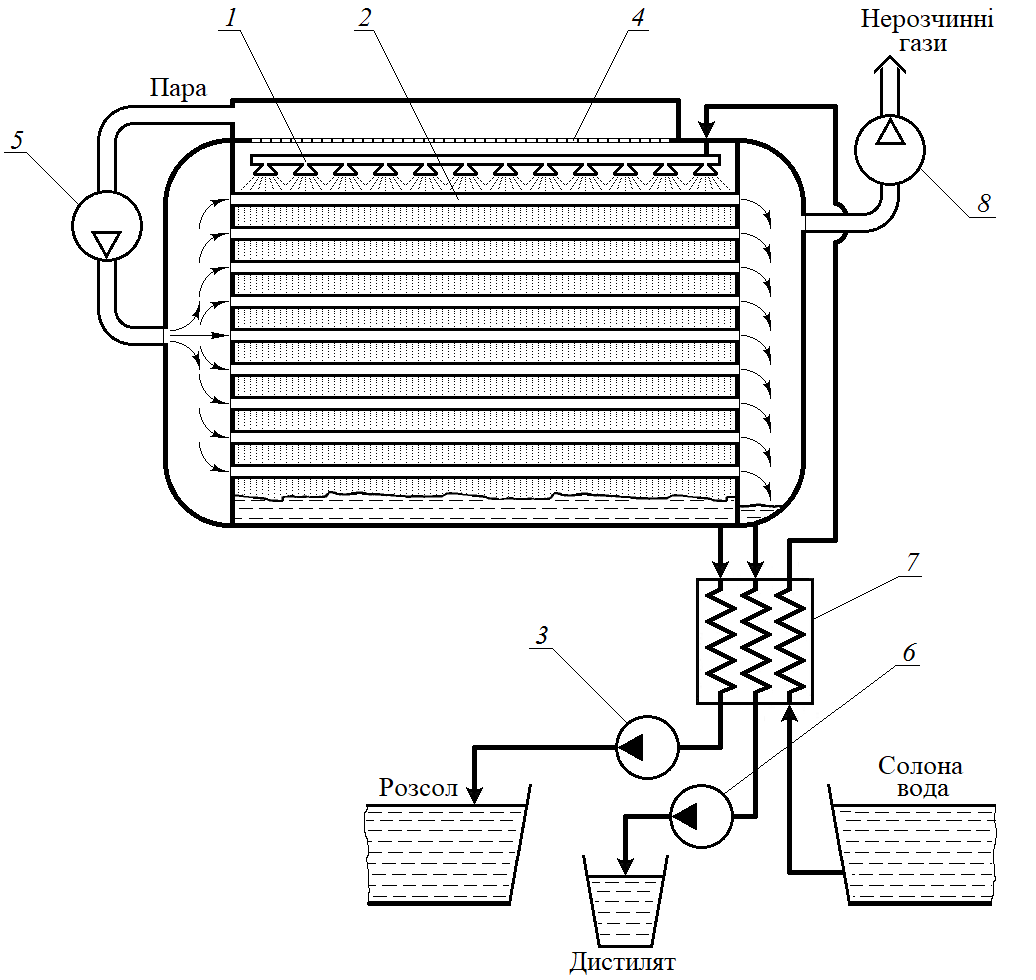 1
2
4
Нерозчинні
гази
Пара
5
8
7
3
6
Розсол
Солона
вода
Дистилят